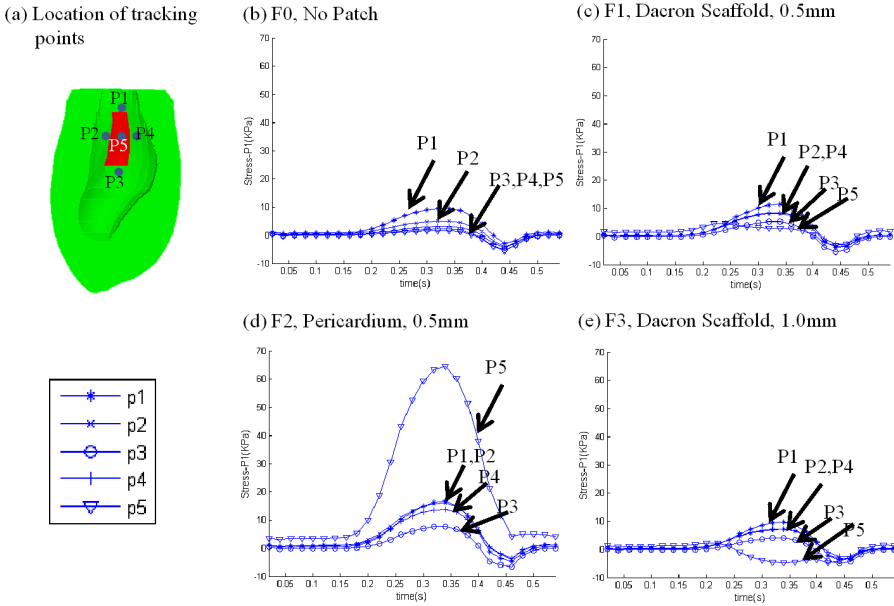 (a) Location of tracking
points
P1
P2
P5
P4
P3
p1
p2
p3
p4
p5
(b) F0, No Patch
Stress-P1(KPa)
70
60
50
40
30
20
10
0
-10
P1
P2
P3,P4,P5
0.05 0.1 0.15 0.2 0.25 0.3 0.35 0.4 0.45 0.5
time(s)
(c) F1, Dacron Scaffold, 0.5mm
Stress-P1(KPa)
70
60
50
40
30
20
10
0
-10
P1
P2,P4
P3
P5
0.05 0.1 0.15 0.2 0.25 0.3 0.35 0.4 0.45 0.5
time(s)
(d) F2, Pericardium, 0.5mm
Stress-P1(KPa)
70
60
50
40
30
20
10
0
-10
P5
P1,P2
P4
P3
0.05 0.1 0.15 0.2 0.25 0.3 0.35 0.4 0.45 0.5
time(s)
(e) F3, Dacron Scaffold, 1.0mm
Stress-P1(KPa)
70
60
50
40
30
20
10
0
-10
P1
P2,P4
P3
P5
0.05 0.1 0.15 0.2 0.25 0.3 0.35 0.4 0.45 0.5
time(s)